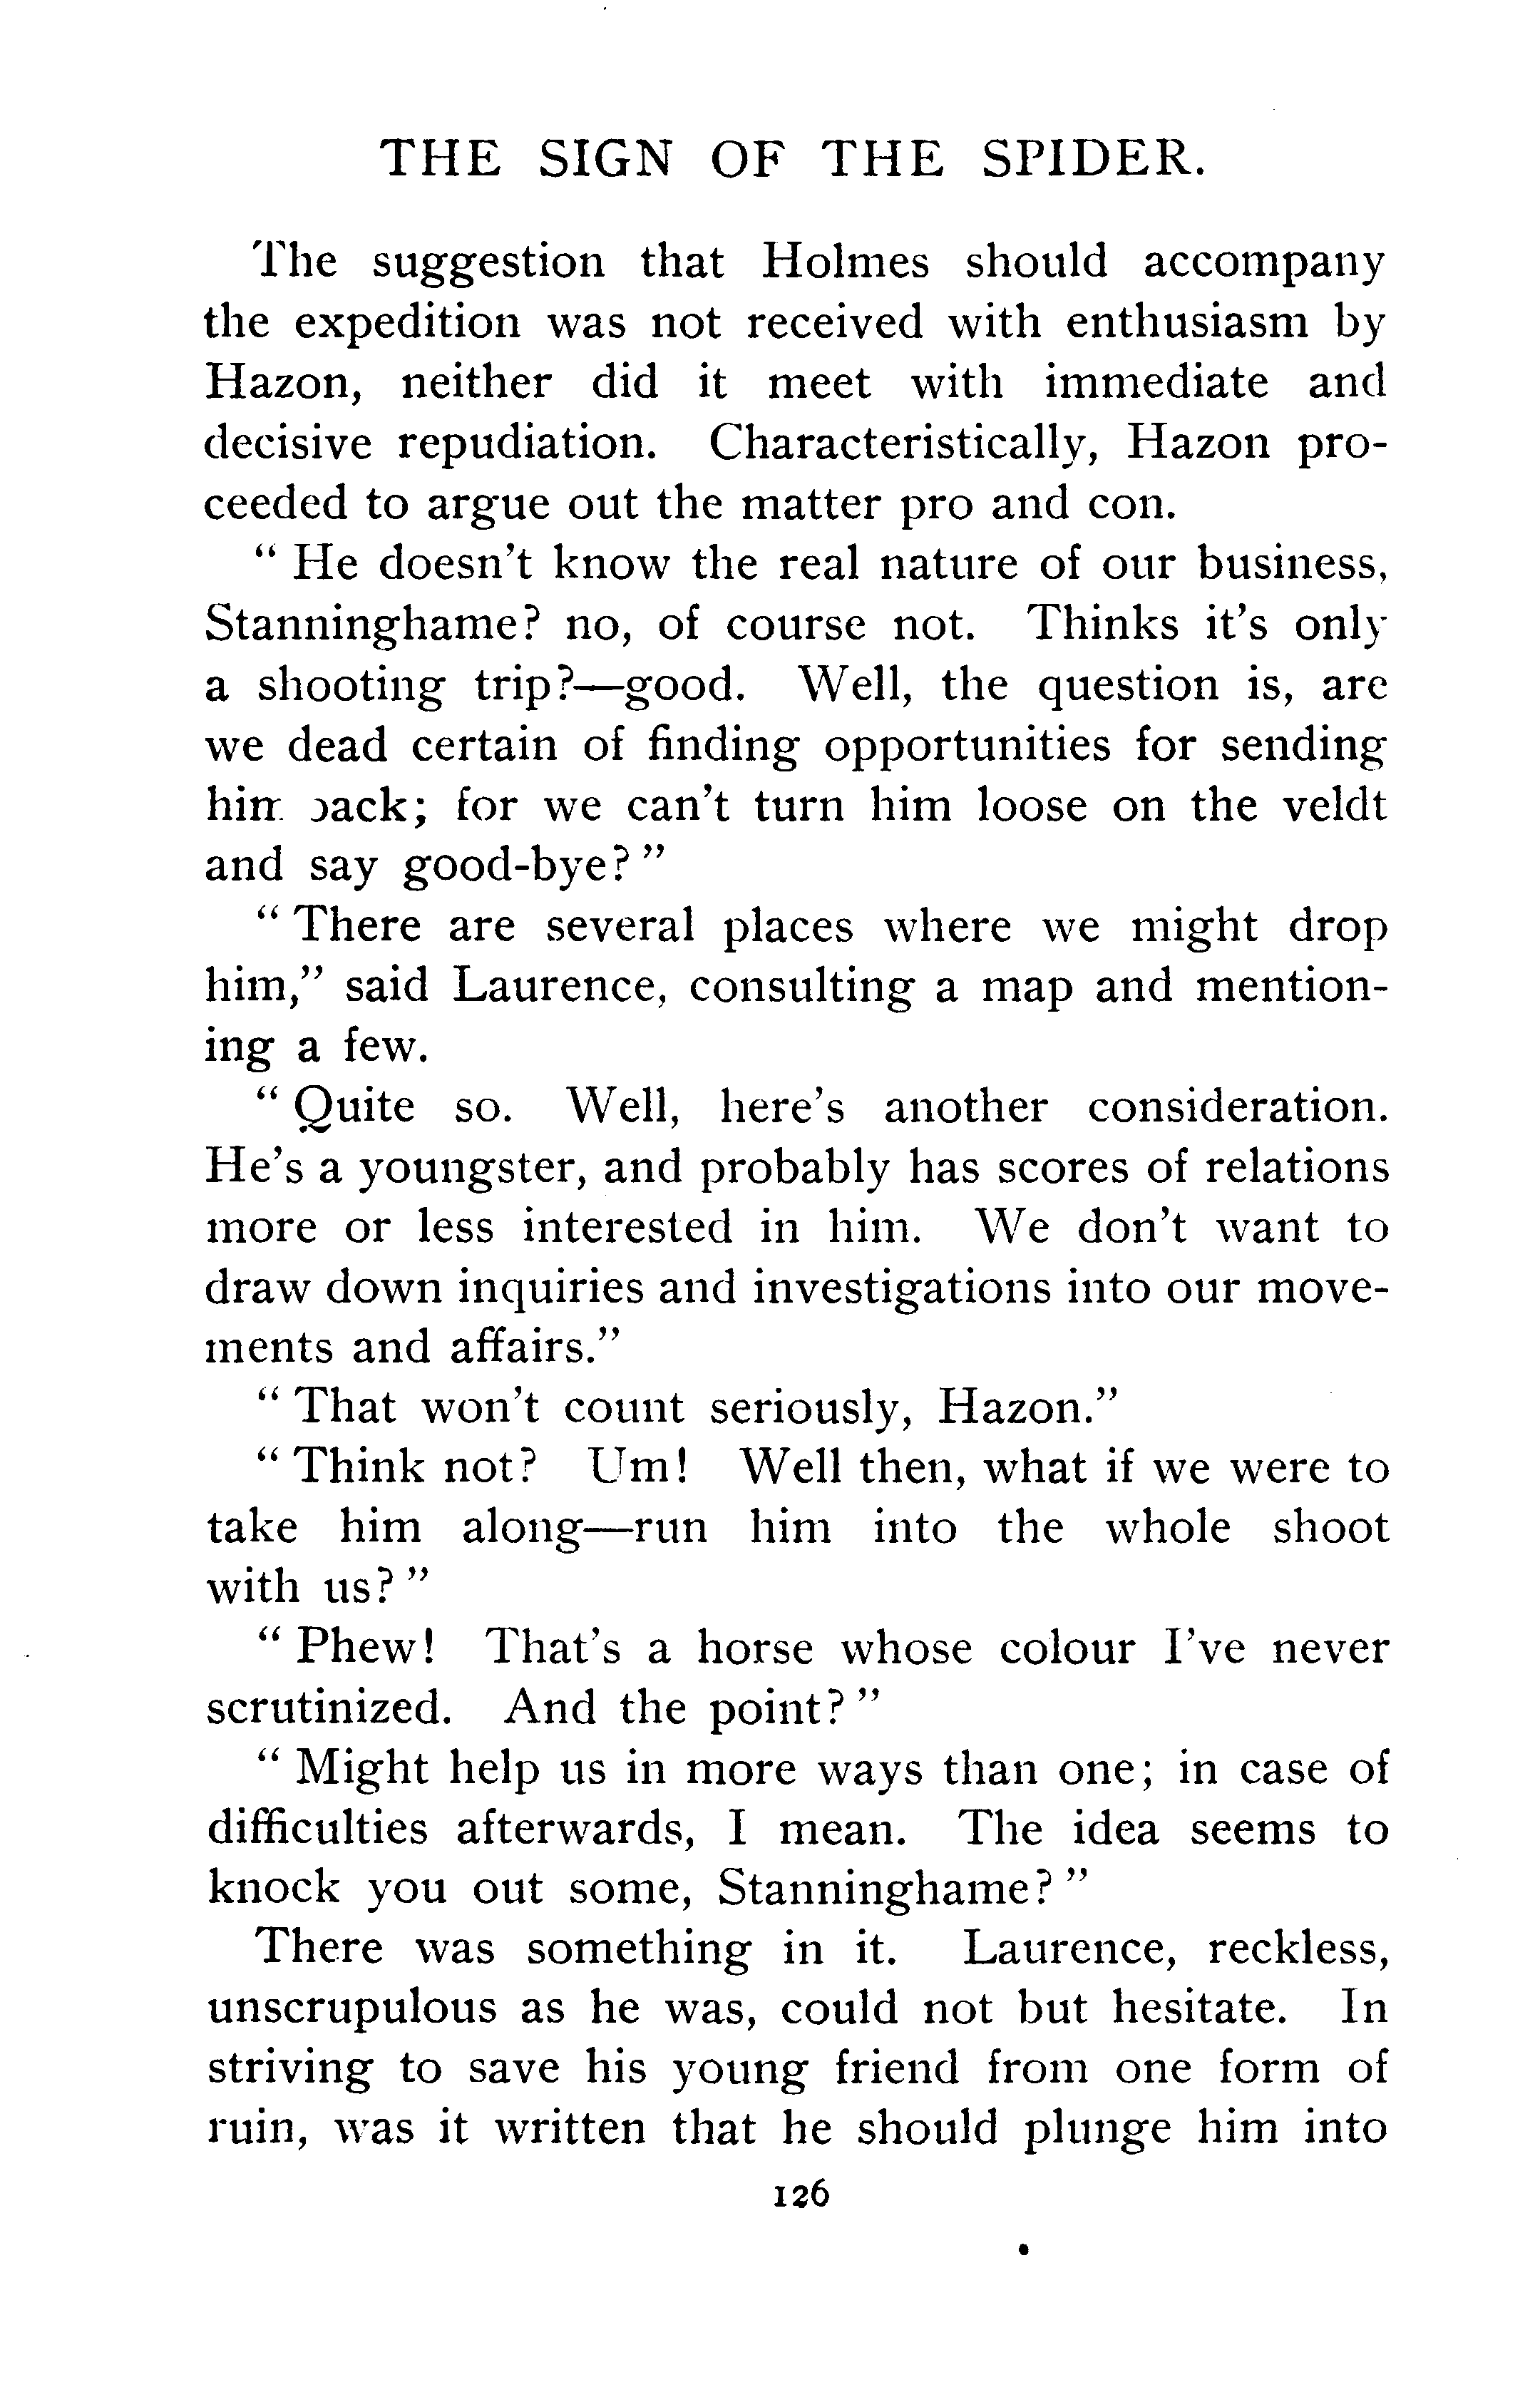 THE SIGN OF THE SPIDER.
The suggestion that Holmes should accompany
the expedition was not received with enthusiasm by
Hazon, neither did it meet with immediate and
decisive repudiation. Characteristically, Hazon pro-
ceeded to argue out the matter pro and con.
“ He doesn't know the real nature of our business,
Stanninghame? no, of course not. Thinks it's only
a shooting trip?—good. Well, the question is, are
we dead certain of finding opportunities for sending
him back; for we can't turn him loose on the veldt
and say good-bye? ”
“ There are several places where we might drop
him,” said Laurence, consulting a map and mention-
ing a few.
“ Quite so. Well, here's another consideration.
He's a youngster, and probably has scores of relations
more or less interested in him. We don't want to
draw down inquiries and investigations into our move-
ments and affairs.”
“ That won't count seriously, Hazon.”
“ Think not? Um! Well then, what if we were to
take him along—run him into the whole shoot
with us? ”
“ Phew! That's a horse whose colour I've never
scrutinized. And the point? ”
“ Might help us in more ways than one; in case of
difficulties afterwards, I mean. The idea seems to
knock you out some, Stanninghame? ”
There was something in it. Laurence, reckless,
unscrupulous as he was, could not but hesitate. In
striving to save his young friend from one form of
ruin, was it written that he should plunge him into
126